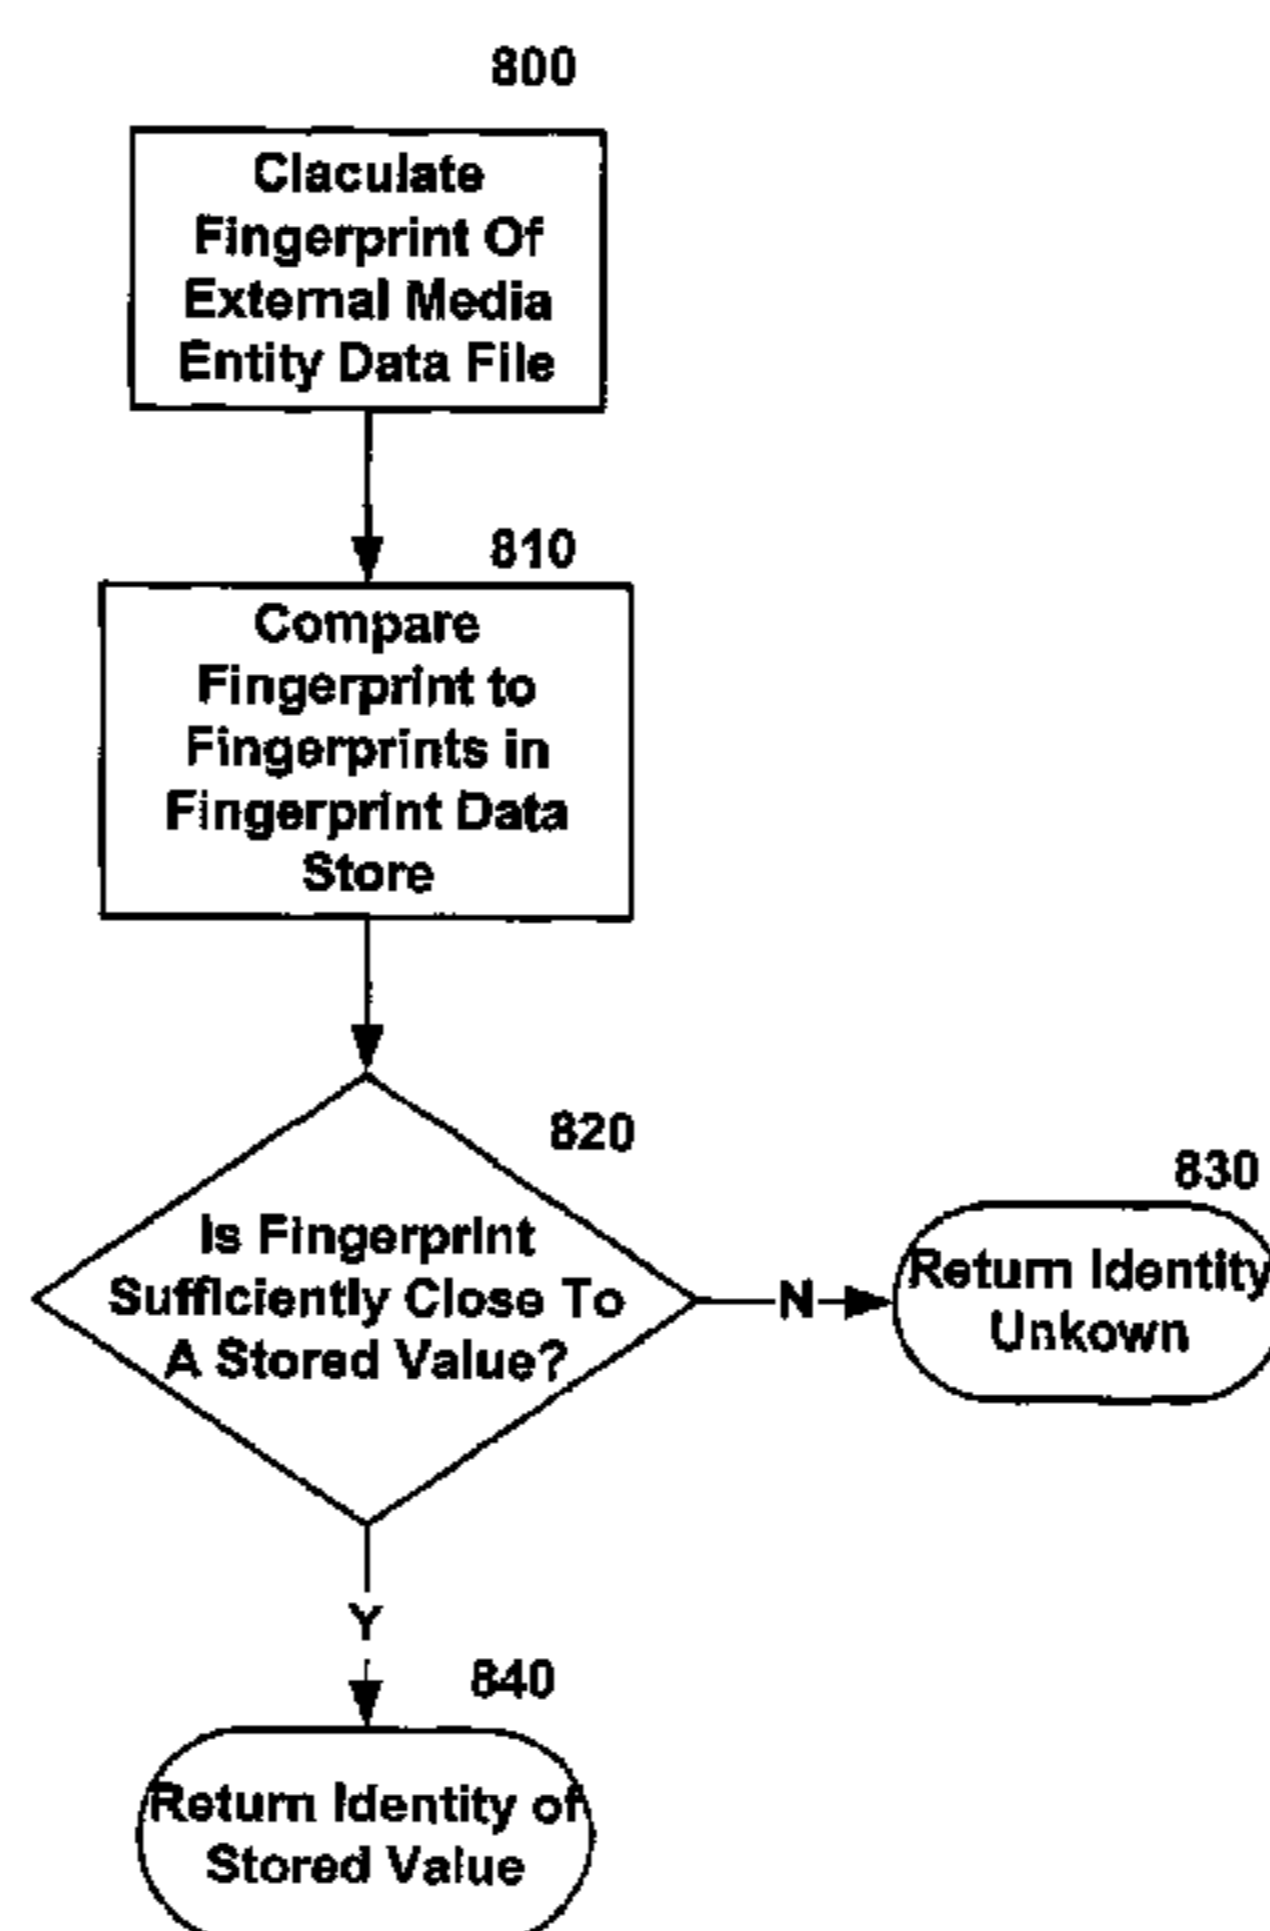 800
Claculate
Fingerprint Of
External Media
Entity Data File
810
Compare
Fingerprint to
Fingerprints in
Fingerprint Data
Store
820
Is Fingerprint
Sufficiently Close To
A Stored Value?
N
830
Return Identity
Unkown
Y
840
Return Identity of
Stored Value